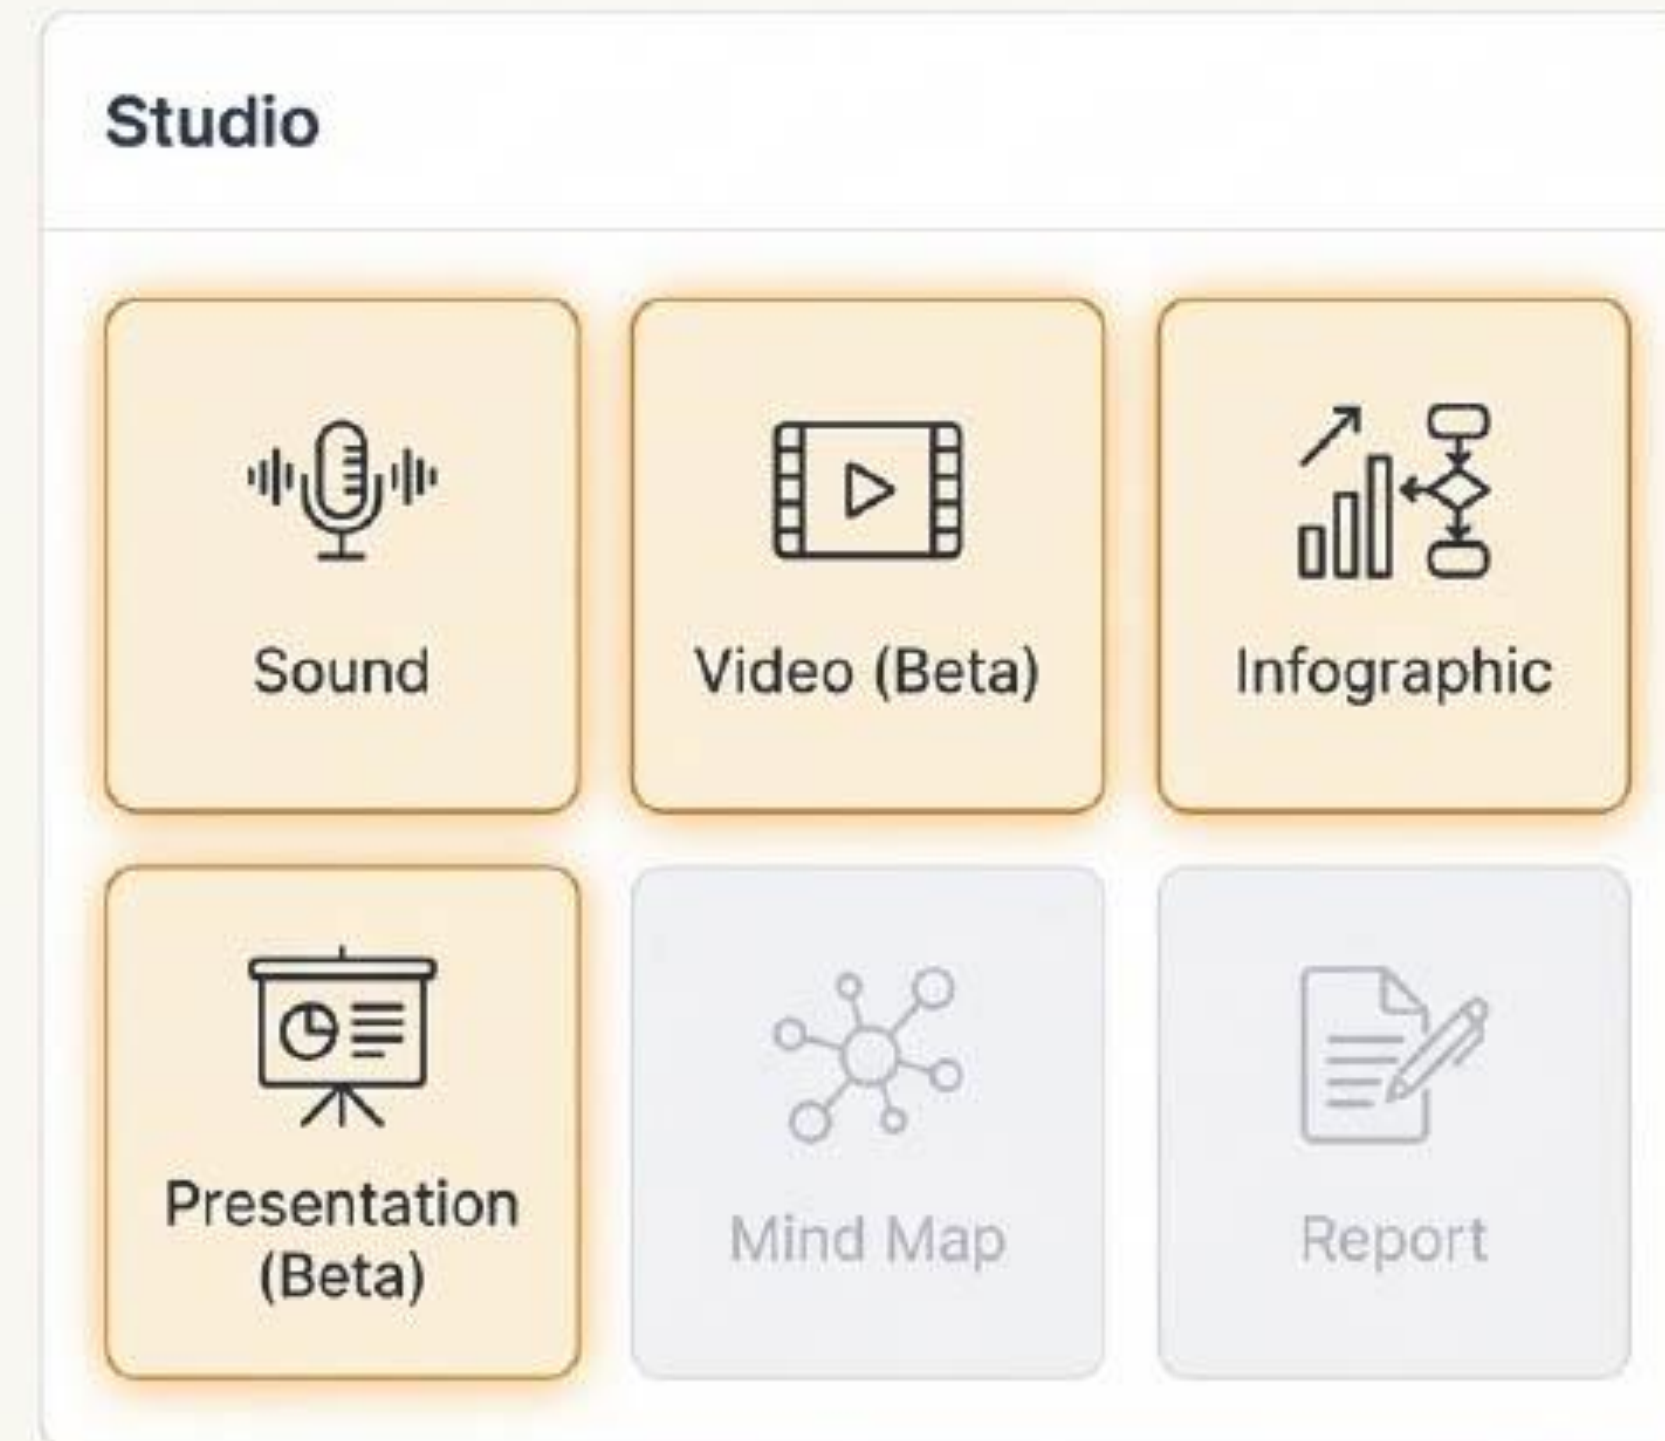 Studio
Sound
Video (Beta)
Infographic
Presentation
(Beta)
Mind Map
Report